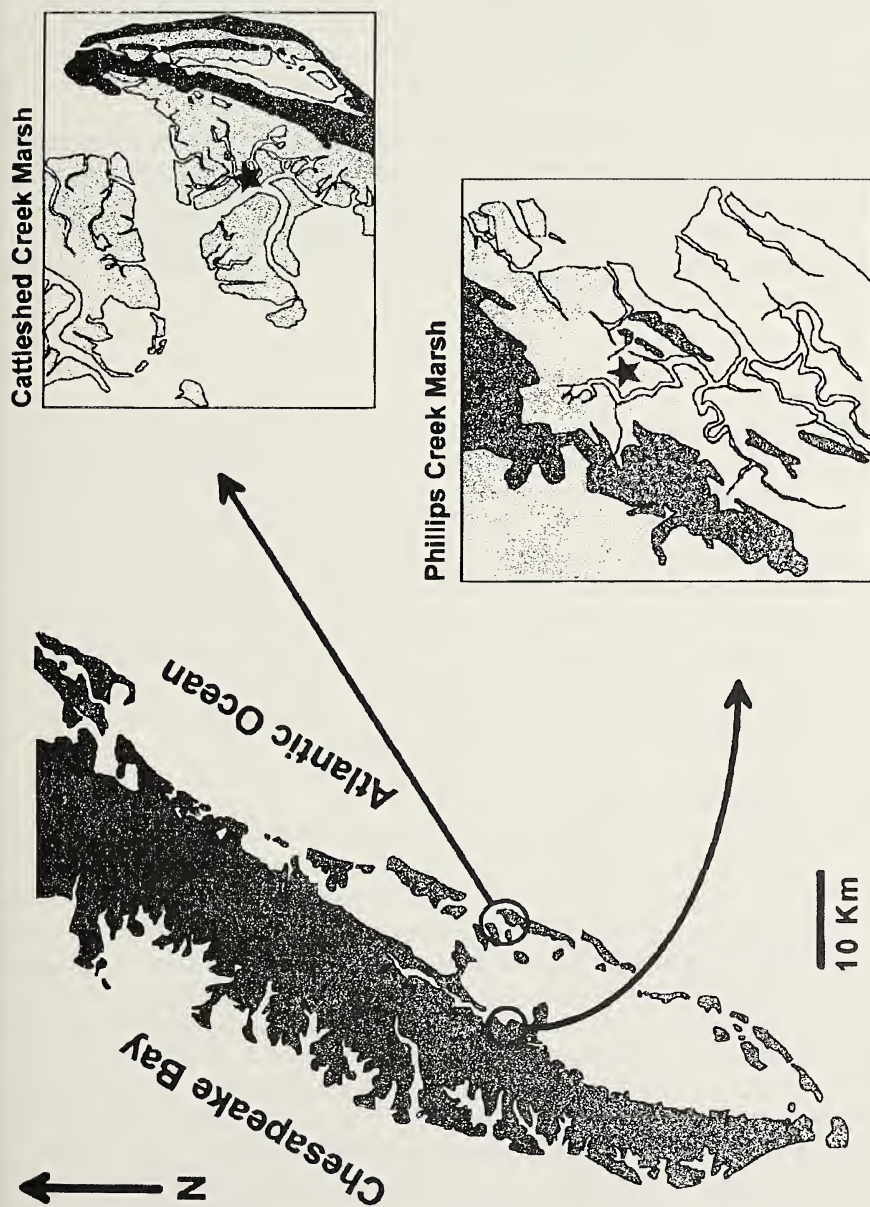 Cattleshed Creek Marsh
Phillips Creek Marsh
Atlantic Ocean
Chesapeake Bay
10 Km
N